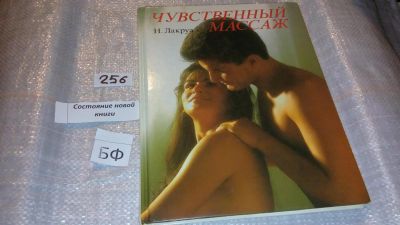 ЧУВСТВЕННЫЙ
МАССАЖ
Н. Лакруа
256
Состояние новой
книги
БФ